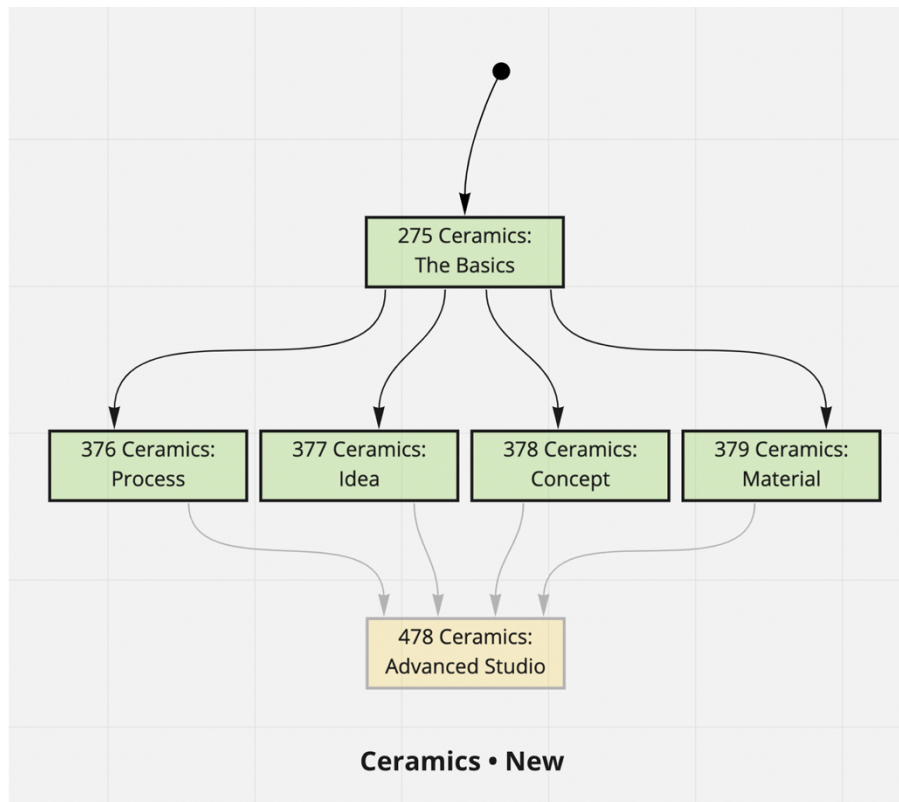 275 Ceramics:
The Basics
376 Ceramics:
Process
377 Ceramics:
Idea
378 Ceramics:
Concept
379 Ceramics:
Material
478 Ceramics:
Advanced Studio
Ceramics • New